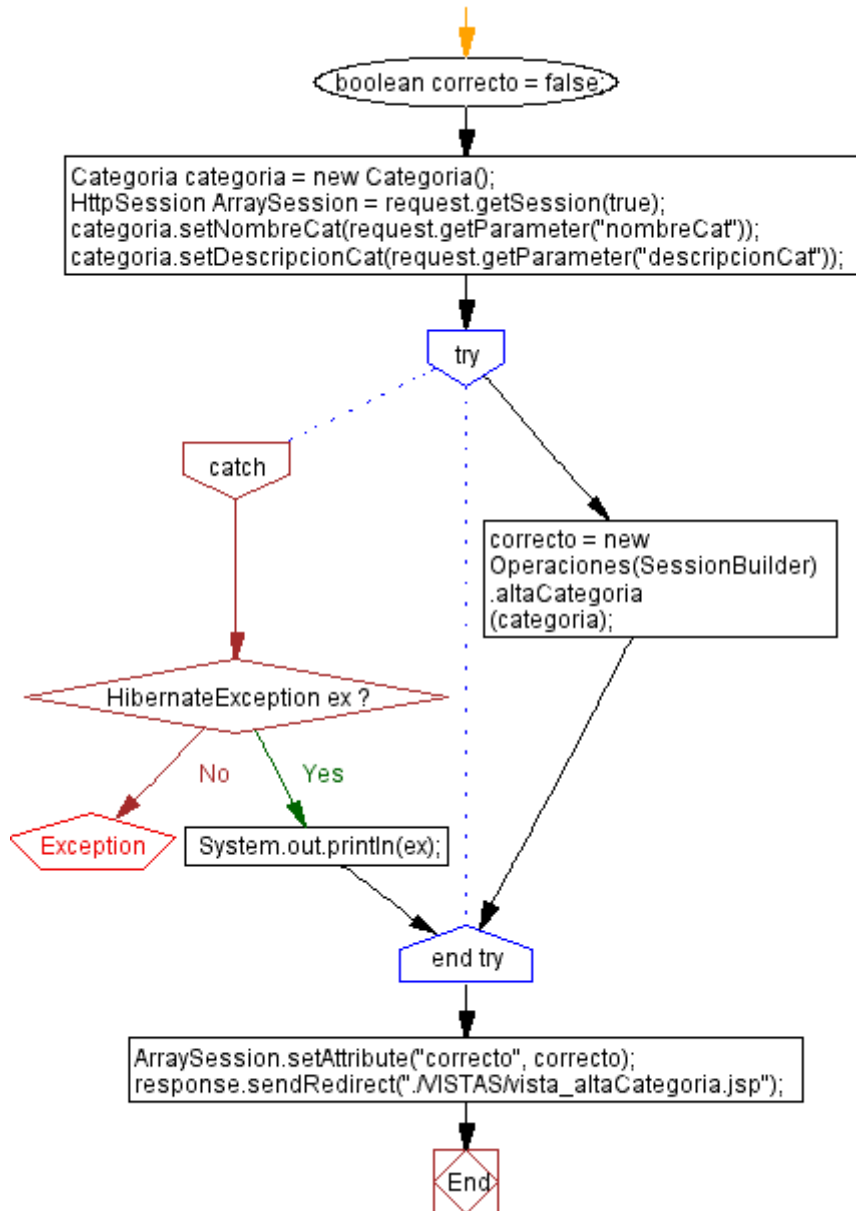 boolean correcto = false;
Categoria categoria = new Categoria();
HttpSession ArraySession = request.getSession(true);
categoria.setNombreCat(request.getParameter("nombreCat"));
categoria.setDescripcionCat(request.getParameter("descripcionCat"));
try
catch
correcto = new
Operaciones(SessionBuilder)
.altaCategoria
(categoria);
HibernateException ex ?
No
Yes
Exception
System.out.println(ex);
end try
ArraySession.setAttribute("correcto", correcto);
response.sendRedirect("./VISTAS/vista_altaCategoria.jsp");
End